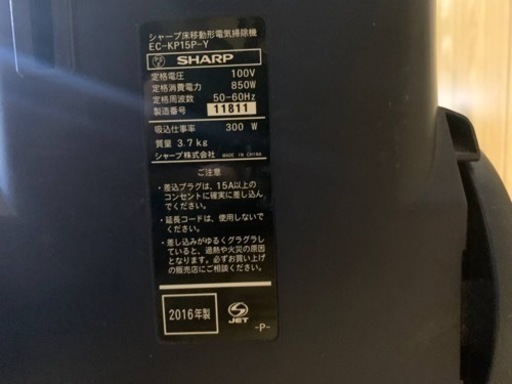 シャープ床移動形電気掃除機
EC-KP15P-Y
SHARP
定格電圧 100V
定格消費電力 850W
定格周波数 50-60Hz
製造番号 11811
吸込仕事率 300 W
質量 3.7kg
シャープ株式会社 MADE IN CHINA
ご注意
・差込プラグは、15A以上の
コンセントに確実に差し込ん
でください。
・延長コードは、使用しないで
ください。
・差し込みがゆるくグラグラし
ていると、過熱や火災の原因
となります。必ずお買い上げ
の販売店にご相談ください。
2016年製
JET
-P-